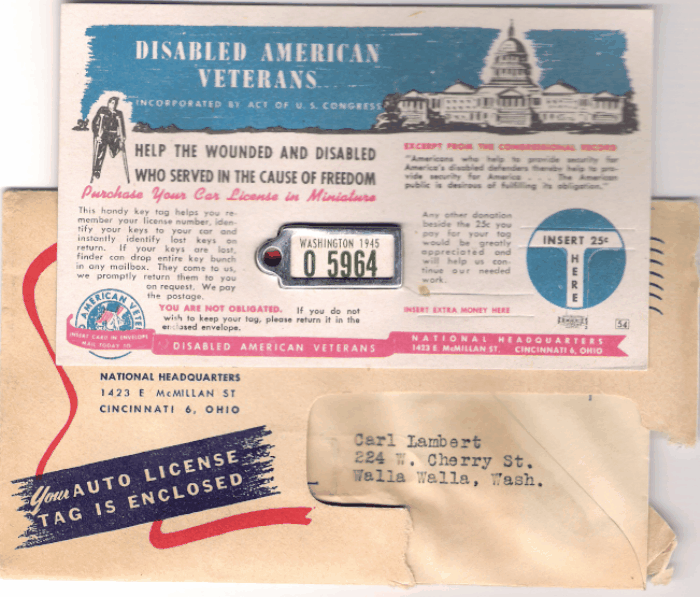 DISABLED AMERICAN
VETERANS
INCORPORATED BY ACT OF U.S. CONGRESS
HELP THE WOUNDED AND DISABLED
WHO SERVED IN THE CAUSE OF FREEDOM
Purchase Your Car License in Miniature
This handy key tag helps you re-
member your license number, iden-
tify your keys to your car and
instantly identify lost keys on
return. If your keys are lost,
finder can drop entire key bunch
in any mailbox. They come to us,
we promptly return them to you
on request. We pay
the postage.
YOU ARE NOT OBLIGATED. If you do not
wish to keep your tag, please return it in the
enclosed envelope.
WASHINGTON 1945
0 5964
EXCERPT FROM THE CONGRESSIONAL RECORD
"Americans who help to provide security for
America's disabled defenders thereby help to pro-
vide security for America . . . The American
public is desirous of fulfilling its obligation."
Any other donation
beside the 25c you
pay for your tag
would be greatly
appreciated and
will help us con-
tinue our needed
work.
INSERT EXTRA MONEY HERE
INSERT 25¢
HERE
54
AMERICAN VETE
INSERT CARD IN ENVELOPE
MAIL TODAY TO
DISABLED AMERICAN VETERANS
NATIONAL HEADQUARTERS
1423 E. McMILLAN ST. CINCINNATI 6, OHIO
NATIONAL HEADQUARTERS
1423 E McMILLAN ST
CINCINNATI 6, OHIO
Your AUTO LICENSE
TAG IS ENCLOSED
Carl Lambert
224 W. Cherry St.
Walla Walla, Wash.